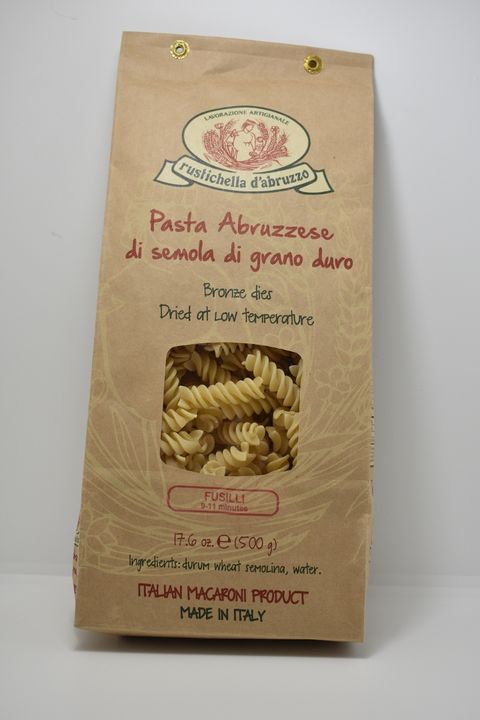 LAVORAZIONE ARTIGIANALE
rustichella d'abruzzo
Pasta Abruzzese
di semola di grano duro
Bronze dies
Dried at low temperature
FUSILLI
9-11 minutes
17.6 oz. e (500 g)
Ingredients: durum wheat semolina, water.
ITALIAN MACARONI PRODUCT
MADE IN ITALY